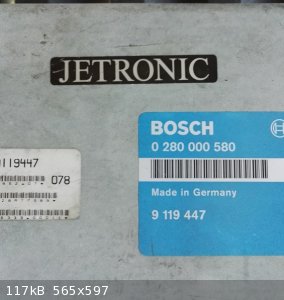 JETRONIC
119447
078
BOSCH
0 280 000 580
Made in Germany
9 119 447
117kB 565x597